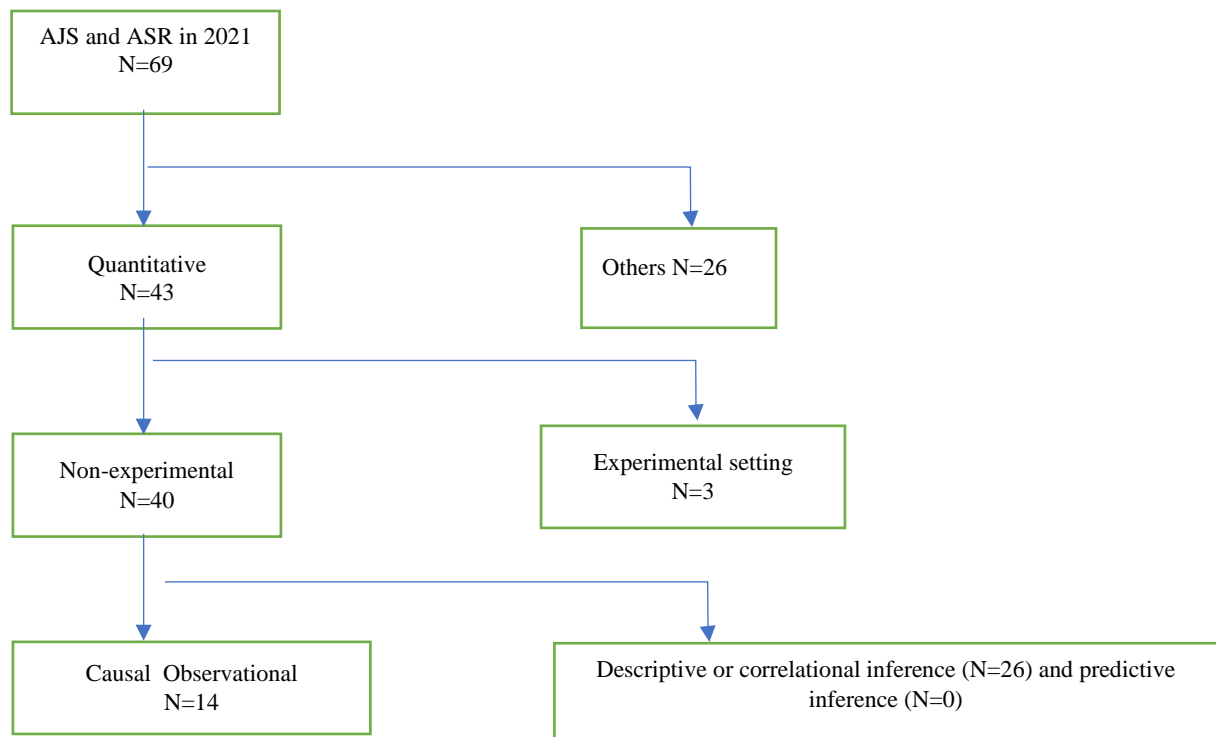 AJS and ASR in 2021
N=69
Quantitative
N=43
Others N=26
Non-experimental
N=40
Experimental setting
N=3
Causal  Observational
N=14
Descriptive or correlational inference (N=26) and predictive
inference (N=0)